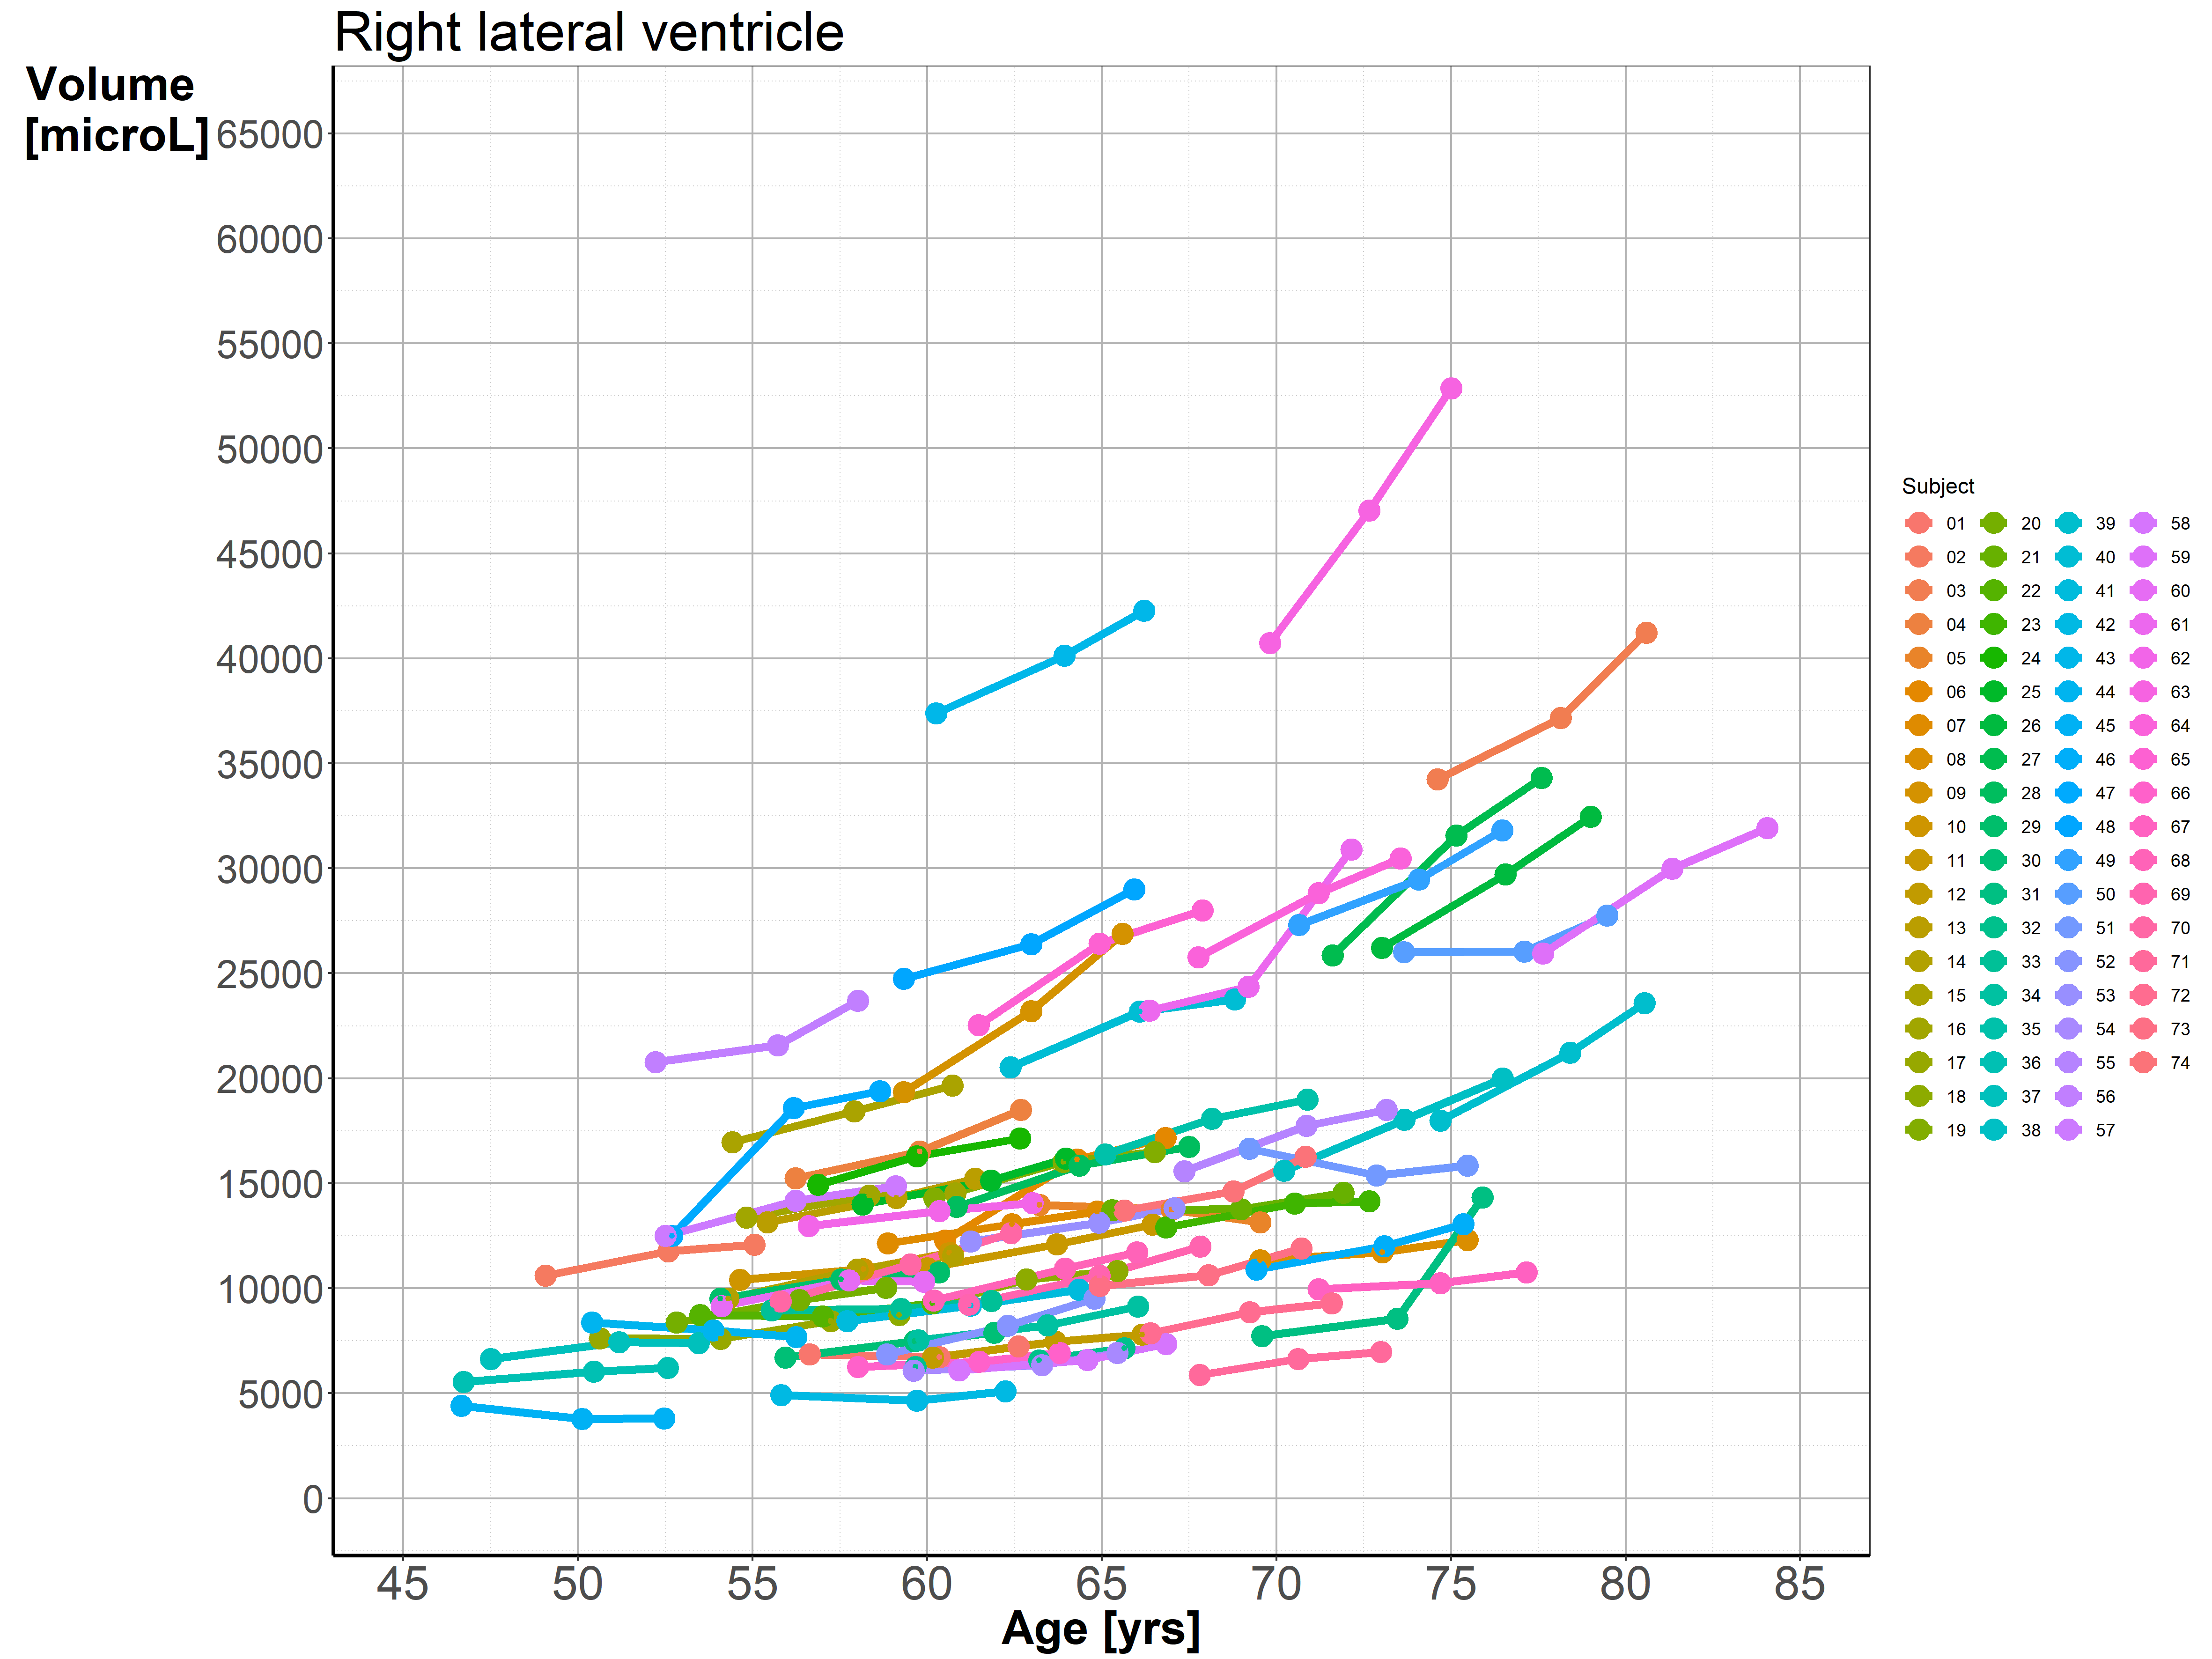 Right lateral ventricle
Volume
[microL]
65000
60000
55000
50000
45000
40000
35000
30000
25000
20000
15000
10000
5000
0
45 50 55 60 65 70 75 80 85
Age [yrs]
Subject
01 20 39 58
02 21 40 59
03 22 41 60
04 23 42 61
05 24 43 62
06 25 44 63
07 26 45 64
08 27 46 65
09 28 47 66
10 29 48 67
11 30 49 68
12 31 50 69
13 32 51 70
14 33 52 71
15 34 53 72
16 35 54 73
17 36 55 74
18 37 56
19 38 57